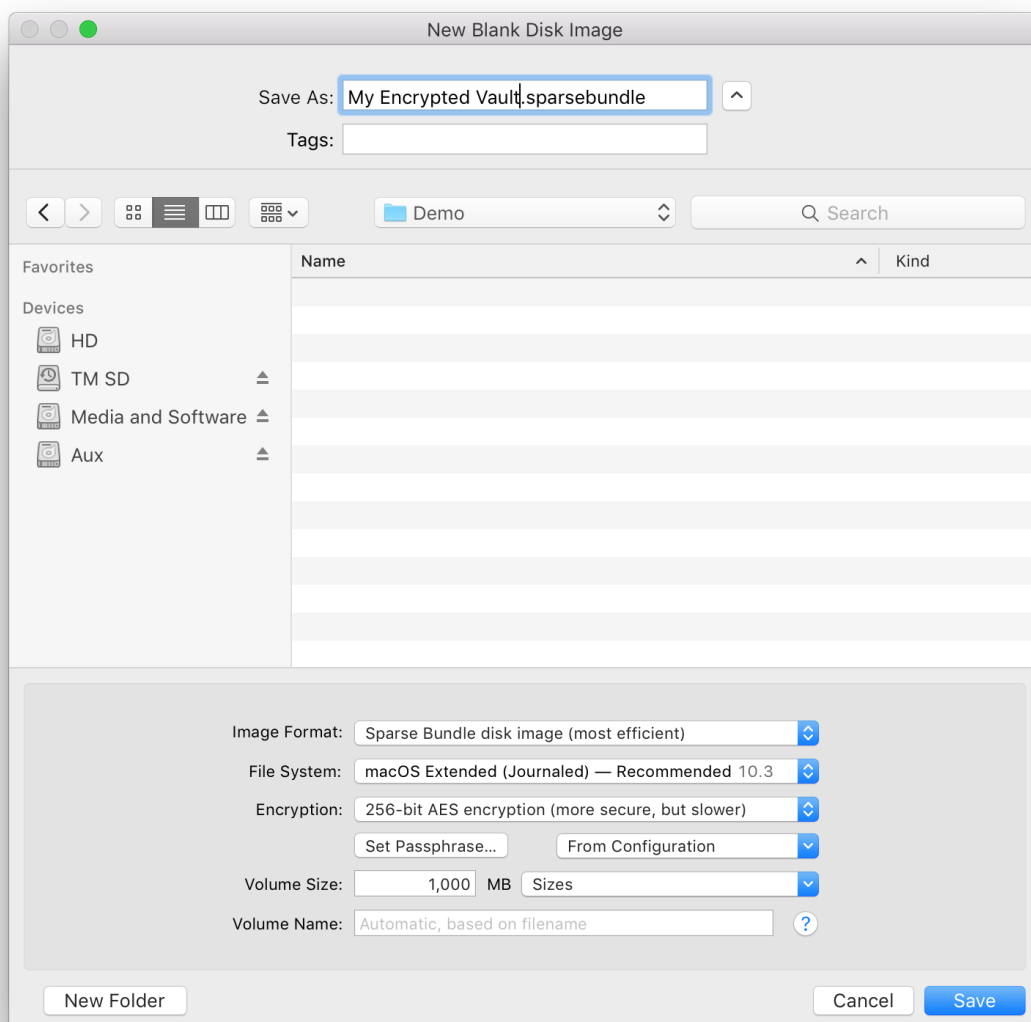 New Blank Disk Image
Save As: My Encrypted Vault.sparsebundle
Tags:
Demo
Search
Favorites
Name Kind
Devices
HD
TM SD
Media and Software
Aux
Image Format: Sparse Bundle disk image (most efficient)
File System: macOS Extended (Journaled) — Recommended 10.3
Encryption: 256-bit AES encryption (more secure, but slower)
Set Passphrase... From Configuration
Volume Size: 1,000 MB Sizes
Volume Name: Automatic, based on filename ?
New Folder Cancel Save